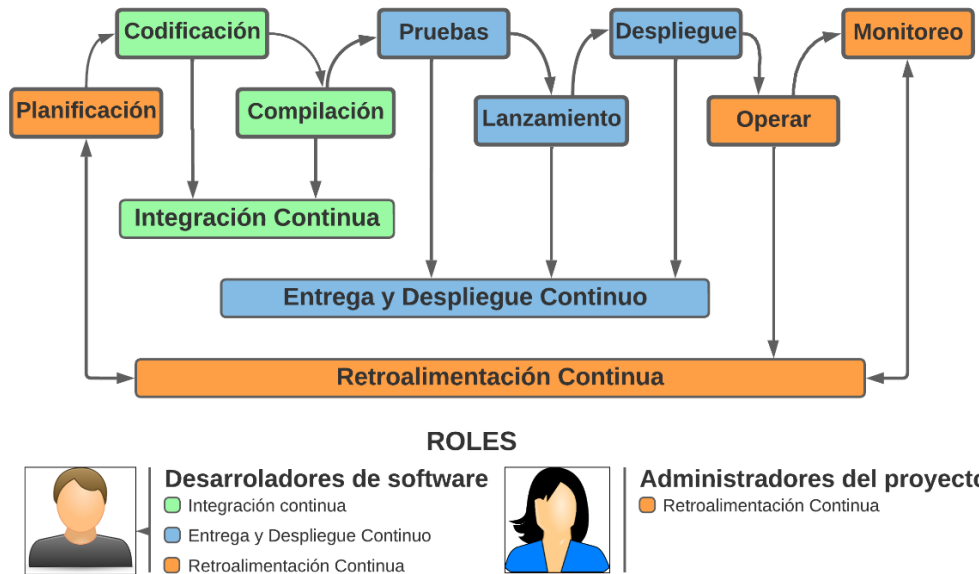 Codificación
Pruebas
Despliegue
Monitoreo
Planificación
Compilación
Lanzamiento
Operar
Integración Continua
Entrega y Despliegue Continuo
Retroalimentación Continua
ROLES
Desarroladores de software
Integración continua
Entrega y Despliegue Continuo
Retroalimentación Continua
Administradores del proyecto
Retroalimentación Continua